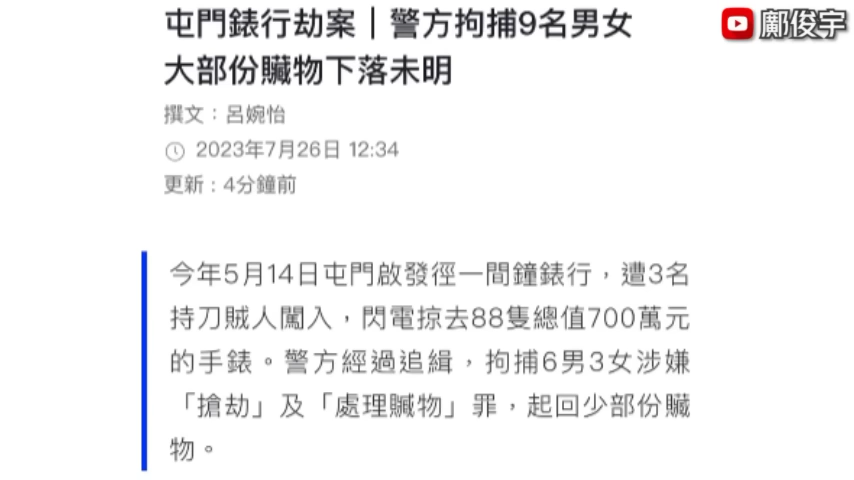 屯門錶行劫案｜警方拘捕9名男女
鄺俊宇
大部份贓物下落未明
撰文：呂婉怡
2023年7月26日 12:34
更新：4分鐘前
今年5月14日屯門啟發徑一間鐘錶行，遭3名
持刀賊人闖入，閃電掠去88隻總值700萬元
的手錶。警方經過追緝，拘捕6男3女涉嫌
「搶劫」及「處理贓物」罪，起回少部份贓
物。